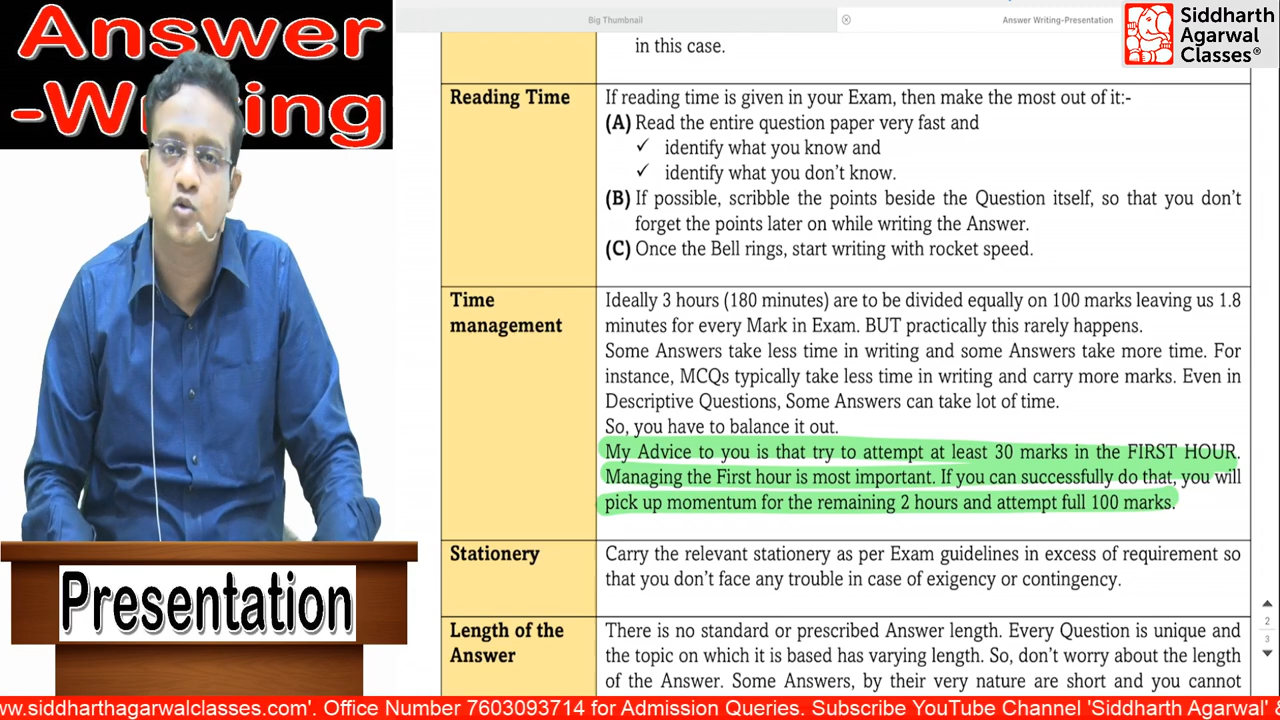 Answer
-Writing
Presentation
Big Thumbnail
Answer Writing-Presentation
Siddharth
Agarwal
Classes®
in this case.
Reading Time
If reading time is given in your Exam, then make the most out of it:-
(A) Read the entire question paper very fast and
✓ identify what you know and
✓ identify what you don't know.
(B) If possible, scribble the points beside the Question itself, so that you don't
forget the points later on while writing the Answer.
(C) Once the Bell rings, start writing with rocket speed.
Time
management
Ideally 3 hours (180 minutes) are to be divided equally on 100 marks leaving us 1.8
minutes for every Mark in Exam. BUT practically this rarely happens.
Some Answers take less time in writing and some Answers take more time. For
instance, MCQs typically take less time in writing and carry more marks. Even in
Descriptive Questions, Some Answers can take lot of time.
So, you have to balance it out.
My Advice to you is that try to attempt at least 30 marks in the FIRST HOUR.
Managing the First hour is most important. If you can successfully do that, you will
pick up momentum for the remaining 2 hours and attempt full 100 marks.
Stationery
Carry the relevant stationery as per Exam guidelines in excess of requirement so
that you don't face any trouble in case of exigency or contingency.
Length of the
Answer
There is no standard or prescribed Answer length. Every Question is unique and
the topic on which it is based has varying length. So, don't worry about the length
of the Answer. Some Answers, by their very nature are short and you cannot
2
3
ww.siddharthagarwalclasses.com'. Office Number 7603093714 for Admission Queries. Subscribe YouTube Channel 'Siddharth Agarwal' &